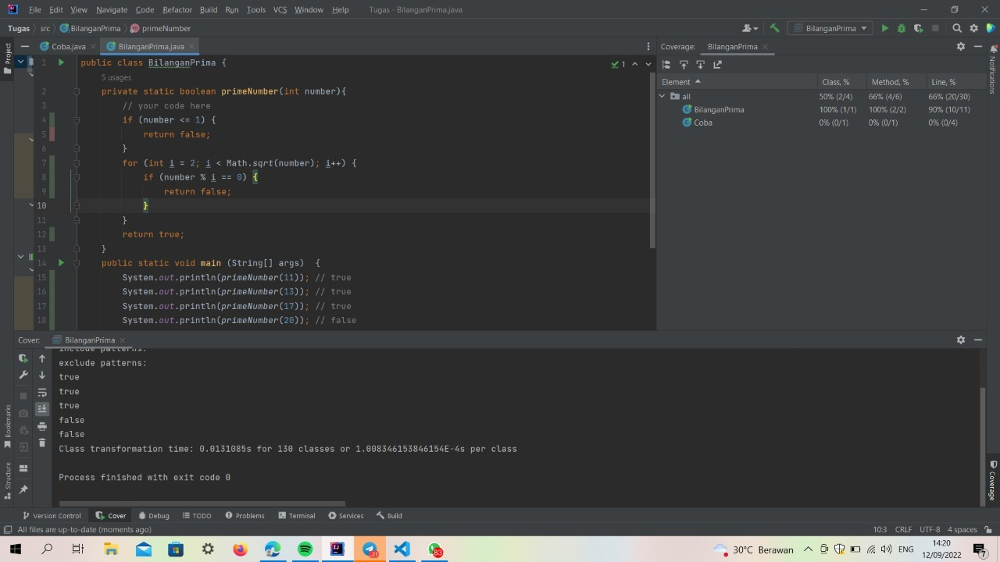 File Edit View Navigate Code Refactor Build Run Tools VCS Window Help Tugas - BilanganPrima.java
Tugas src BilanganPrima primeNumber BilanganPrima
Project
Coba.java BilanganPrima.java
Coverage: BilanganPrima
Notifications
1 public class BilanganPrima { 1
5 usages
2 private static boolean primeNumber(int number){
3 // your code here
4 if (number <= 1) {
5 return false;
6 }
7 for (int i = 2; i < Math.sqrt(number); i++) {
8 if (number % i == 0) {
9 return false;
10 }
11 }
12 return true;
13 }
14 public static void main (String[] args) {
15 System.out.println(primeNumber(11)); // true
16 System.out.println(primeNumber(13)); // true
17 System.out.println(primeNumber(17)); // true
18 System.out.println(primeNumber(20)); // false
Element Class, % Method, % Line, %
all 50% (2/4) 66% (4/6) 66% (20/30)
BilanganPrima 100% (1/1) 100% (2/2) 90% (10/11)
Coba 0% (0/1) 0% (0/1) 0% (0/4)
Cover: BilanganPrima
include patterns:
exclude patterns:
true
true
true
false
false
Class transformation time: 0.0131085s for 130 classes or 1.008346153846154E-4s per class
Process finished with exit code 0
Bookmarks
Structure
Coverage
Version Control Cover Debug TODO Problems Terminal Services Build
All files are up-to-date (moments ago) 10:3 CRLF UTF-8 4 spaces
21 83 30°C Berawan ENG 14:20
12/09/2022 7